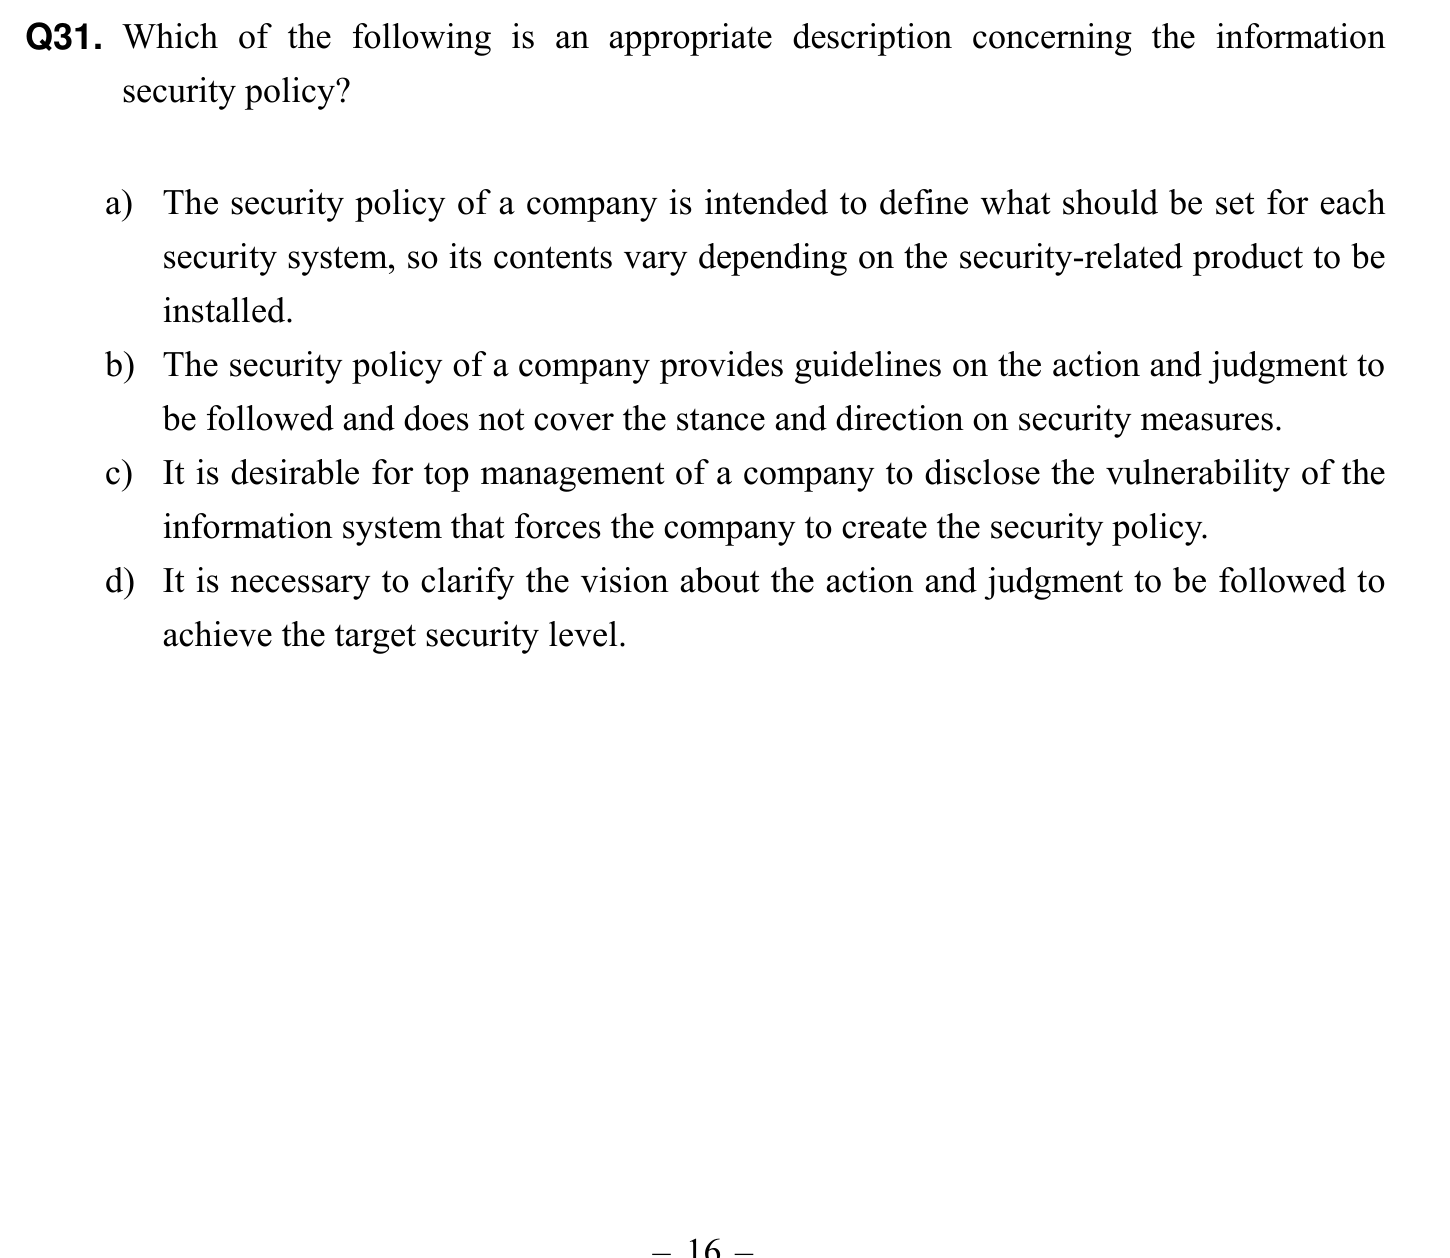 Q31. Which of the following is an appropriate description concerning the information
security policy?
a) The security policy of a company is intended to define what should be set for each
security system, so its contents vary depending on the security-related product to be
installed.
b) The security policy of a company provides guidelines on the action and judgment to
be followed and does not cover the stance and direction on security measures.
c) It is desirable for top management of a company to disclose the vulnerability of the
information system that forces the company to create the security policy.
d) It is necessary to clarify the vision about the action and judgment to be followed to
achieve the target security level.
– 16 –